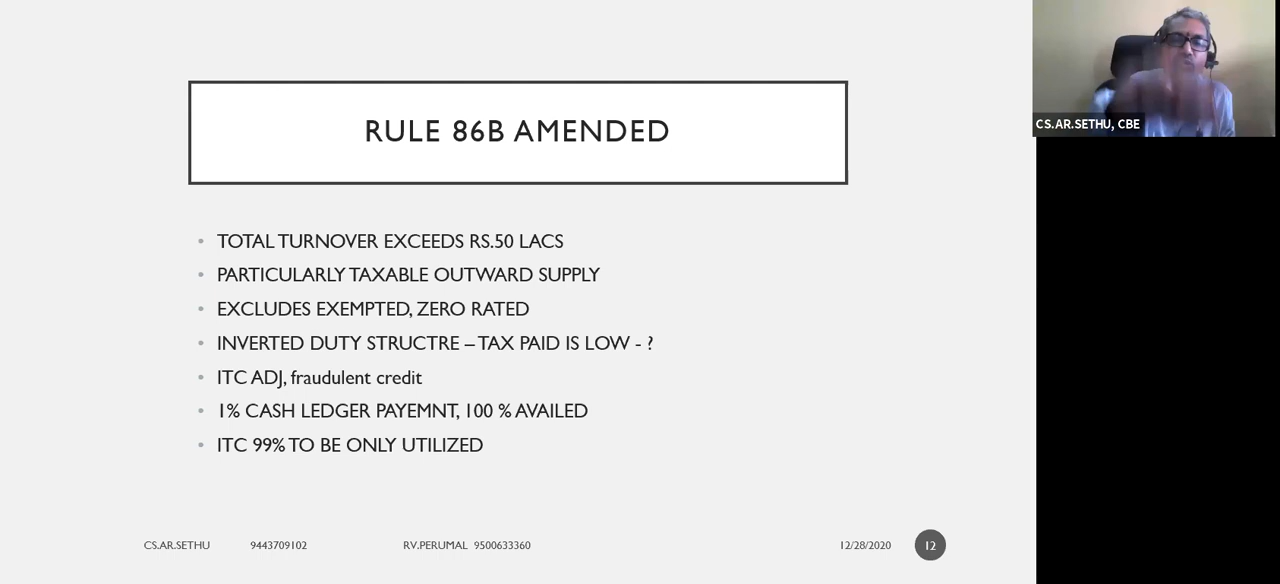 RULE 86B AMENDED
CS.AR.SETHU, CBE
• TOTAL TURNOVER EXCEEDS RS.50 LACS
• PARTICULARLY TAXABLE OUTWARD SUPPLY
• EXCLUDES EXEMPTED, ZERO RATED
• INVERTED DUTY STRUCTRE – TAX PAID IS LOW - ?
• ITC ADJ, fraudulent credit
• 1% CASH LEDGER PAYEMNT, 100 % AVAILED
• ITC 99% TO BE ONLY UTILIZED
CS.AR.SETHU 9443709102 RV.PERUMAL 9500633360 12/28/2020 12